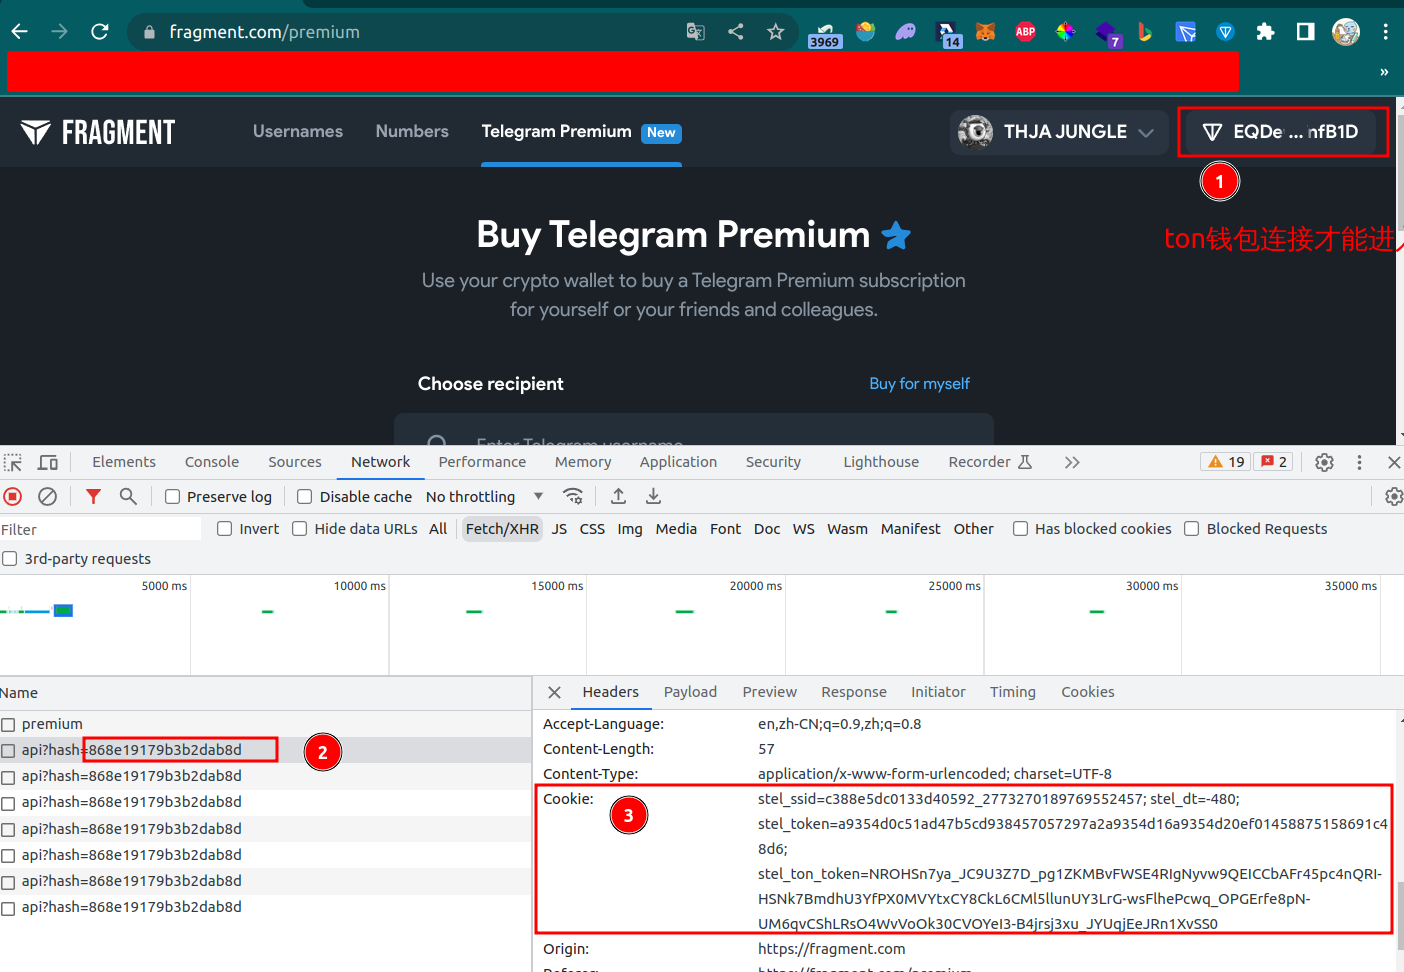 fragment.com/premium
3969
14
ABP
7
»
FRAGMENT
Usernames
Numbers
Telegram Premium New
THJA JUNGLE
EQDe ... nfB1D
1
Buy Telegram Premium
ton钱包连接才能进入
Use your crypto wallet to buy a Telegram Premium subscription
for yourself or your friends and colleagues.
Choose recipient
Buy for myself
Enter Telegram username
Elements Console Sources Network Performance Memory Application Security Lighthouse Recorder 19 2
Preserve log Disable cache No throttling
Filter Invert Hide data URLs All Fetch/XHR JS CSS Img Media Font Doc WS Wasm Manifest Other Has blocked cookies Blocked Requests
3rd-party requests
5000 ms 10000 ms 15000 ms 20000 ms 25000 ms 30000 ms 35000 ms
Name
premium
api?hash=868e19179b3b2dab8d
2
api?hash=868e19179b3b2dab8d
api?hash=868e19179b3b2dab8d
api?hash=868e19179b3b2dab8d
api?hash=868e19179b3b2dab8d
api?hash=868e19179b3b2dab8d
api?hash=868e19179b3b2dab8d
Headers Payload Preview Response Initiator Timing Cookies
Accept-Language: en,zh-CN;q=0.9,zh;q=0.8
Content-Length: 57
Content-Type: application/x-www-form-urlencoded; charset=UTF-8
Cookie: stel_ssid=c388e5dc0133d40592_2773270189769552457; stel_dt=-480;
3
stel_token=a9354d0c51ad47b5cd938457057297a2a9354d16a9354d20ef01458875158691c4
8d6;
stel_ton_token=NROHSn7ya_JC9U3Z7D_pg1ZKMBvFWSE4RIgNyvw9QEICCbAFr45pc4nQRI-
HSNk7BmdhU3YfPX0MVYtxCY8CkL6CMl5llunUY3LrG-wsFlhePcwq_OPGErfe8pN-
UM6qvCShLRsO4WvVoOk30CVOYeI3-B4jrsj3xu_JYUqjEeJRn1XvSS0
Origin: https://fragment.com
Referer: https://fragment.com/premium